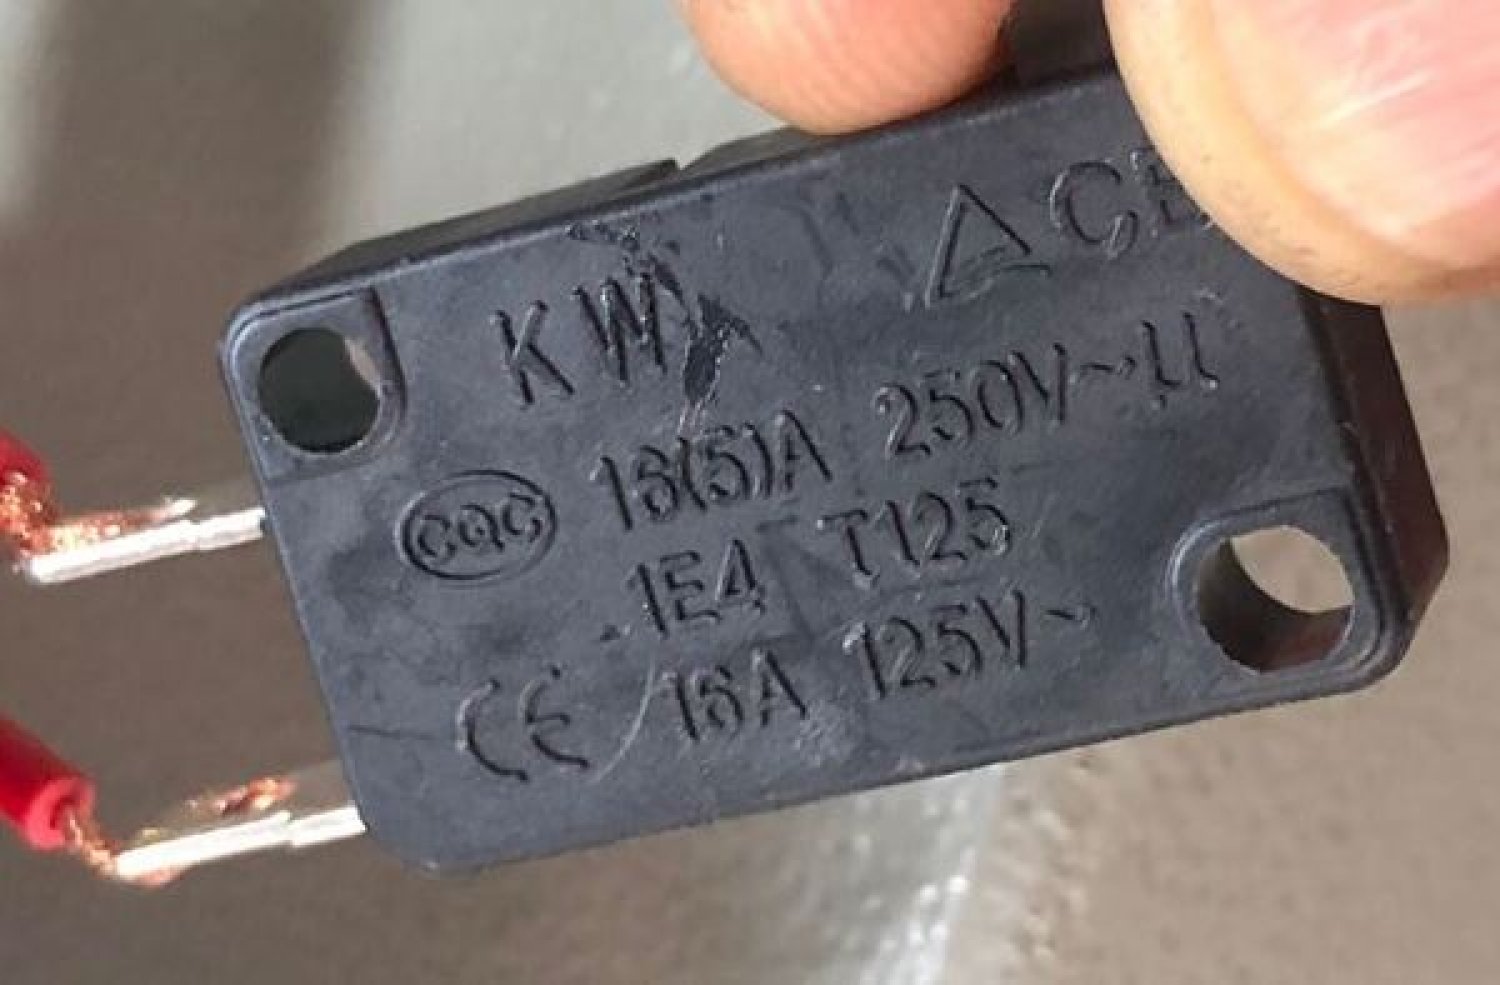 KW
16(5)A 250V~μ
CQC
1E4 T125
CE 16A 125V~